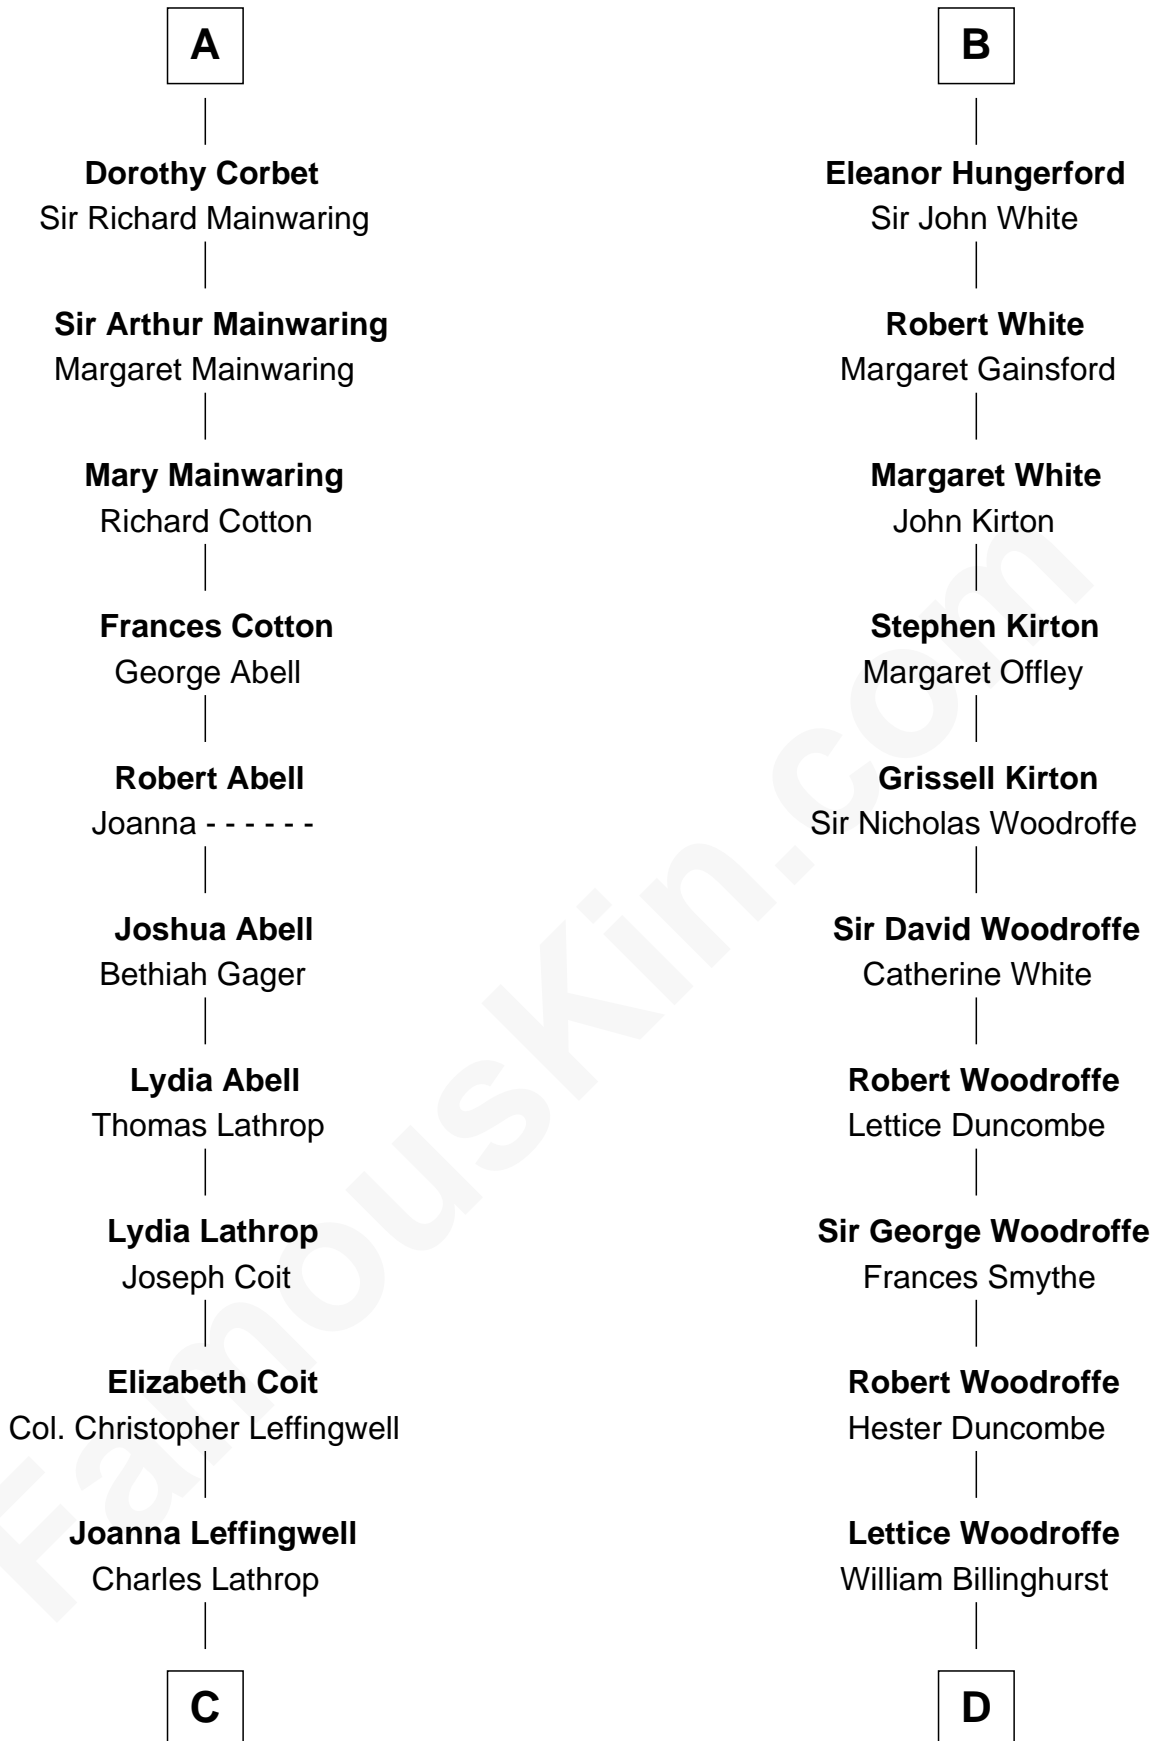 A
Dorothy Corbet
Sir Richard Mainwaring
Sir Arthur Mainwaring
Margaret Mainwaring
Mary Mainwaring
Richard Cotton
Frances Cotton
George Abell
Robert Abell
Joanna - - - - - -
Joshua Abell
Bethiah Gager
Lydia Abell
Thomas Lathrop
Lydia Lathrop
Joseph Coit
Elizabeth Coit
Col. Christopher Leffingwell
Joanna Leffingwell
Charles Lathrop
C
B
Eleanor Hungerford
Sir John White
Robert White
Margaret Gainsford
Margaret White
John Kirton
Stephen Kirton
Margaret Offley
Grissell Kirton
Sir Nicholas Woodroffe
Sir David Woodroffe
Catherine White
Robert Woodroffe
Lettice Duncombe
Sir George Woodroffe
Frances Smythe
Robert Woodroffe
Hester Duncombe
Lettice Woodroffe
William Billinghurst
D
FamousKin.com